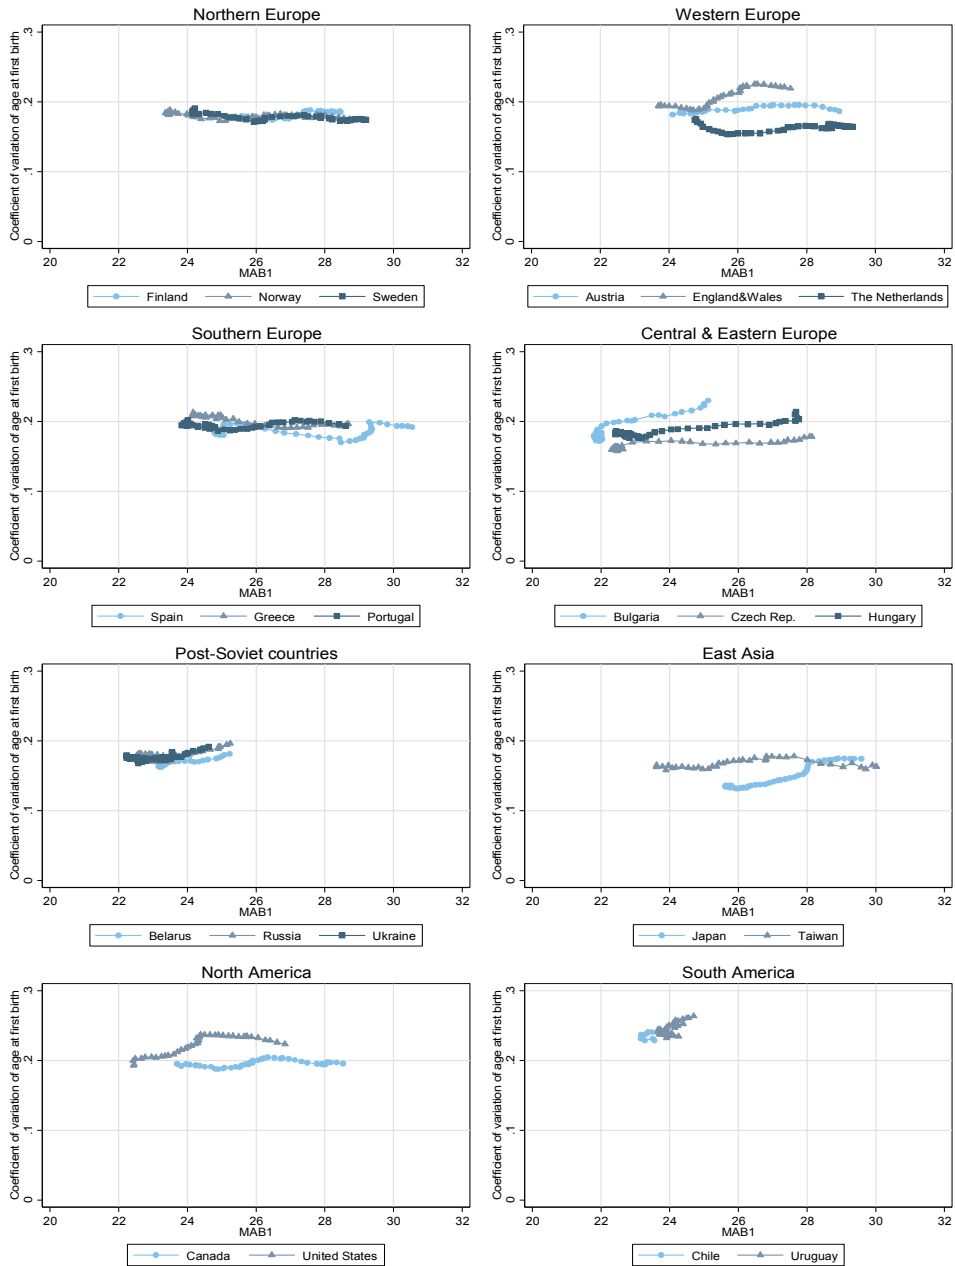 Northern Europe
Coefficient of variation of age at first birth
0 .1 .2 .3
20 22 24 26 28 30 32
MAB1
Finland Norway Sweden
Western Europe
Coefficient of variation of age at first birth
0 .1 .2 .3
20 22 24 26 28 30 32
MAB1
Austria England&Wales The Netherlands
Southern Europe
Coefficient of variation of age at first birth
0 .1 .2 .3
20 22 24 26 28 30 32
MAB1
Spain Greece Portugal
Central & Eastern Europe
Coefficient of variation of age at first birth
0 .1 .2 .3
20 22 24 26 28 30 32
MAB1
Bulgaria Czech Rep. Hungary
Post-Soviet countries
Coefficient of variation of age at first birth
0 .1 .2 .3
20 22 24 26 28 30 32
MAB1
Belarus Russia Ukraine
East Asia
Coefficient of variation of age at first birth
0 .1 .2 .3
20 22 24 26 28 30 32
MAB1
Japan Taiwan
North America
Coefficient of variation of age at first birth
0 .1 .2 .3
20 22 24 26 28 30 32
MAB1
Canada United States
South America
Coefficient of variation of age at first birth
0 .1 .2 .3
20 22 24 26 28 30 32
MAB1
Chile Uruguay